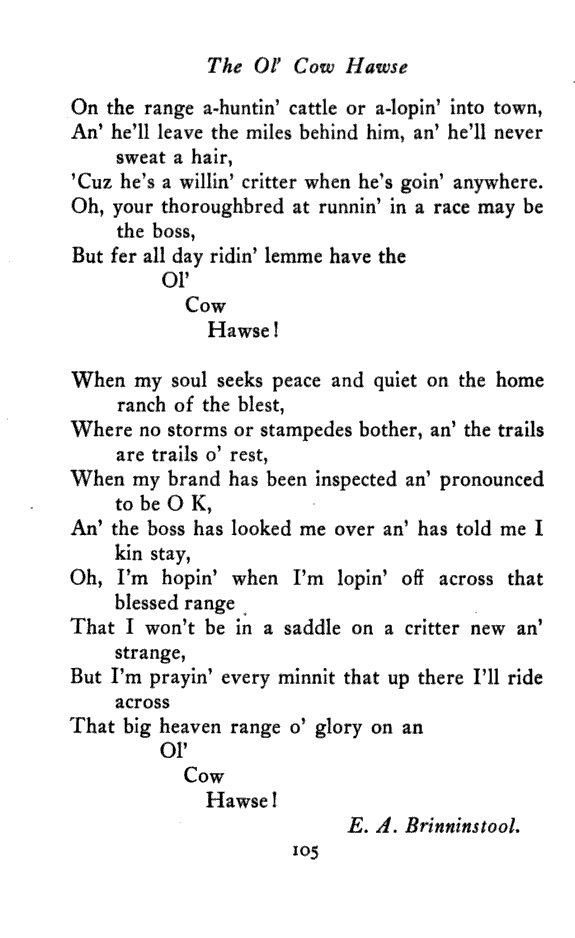 The Ol' Cow Hawse
On the range a-huntin' cattle or a-lopin' into town,
An' he'll leave the miles behind him, an' he'll never
sweat a hair,
'Cuz he's a willin' critter when he's goin' anywhere.
Oh, your thoroughbred at runnin' in a race may be
the boss,
But fer all day ridin' lemme have the
Ol'
Cow
Hawse!
When my soul seeks peace and quiet on the home
ranch of the blest,
Where no storms or stampedes bother, an' the trails
are trails o' rest,
When my brand has been inspected an' pronounced
to be O K,
An' the boss has looked me over an' has told me I
kin stay,
Oh, I'm hopin' when I'm lopin' off across that
blessed range
That I won't be in a saddle on a critter new an'
strange,
But I'm prayin' every minnit that up there I'll ride
across
That big heaven range o' glory on an
Ol'
Cow
Hawse!
E. A. Brinninstool.
105